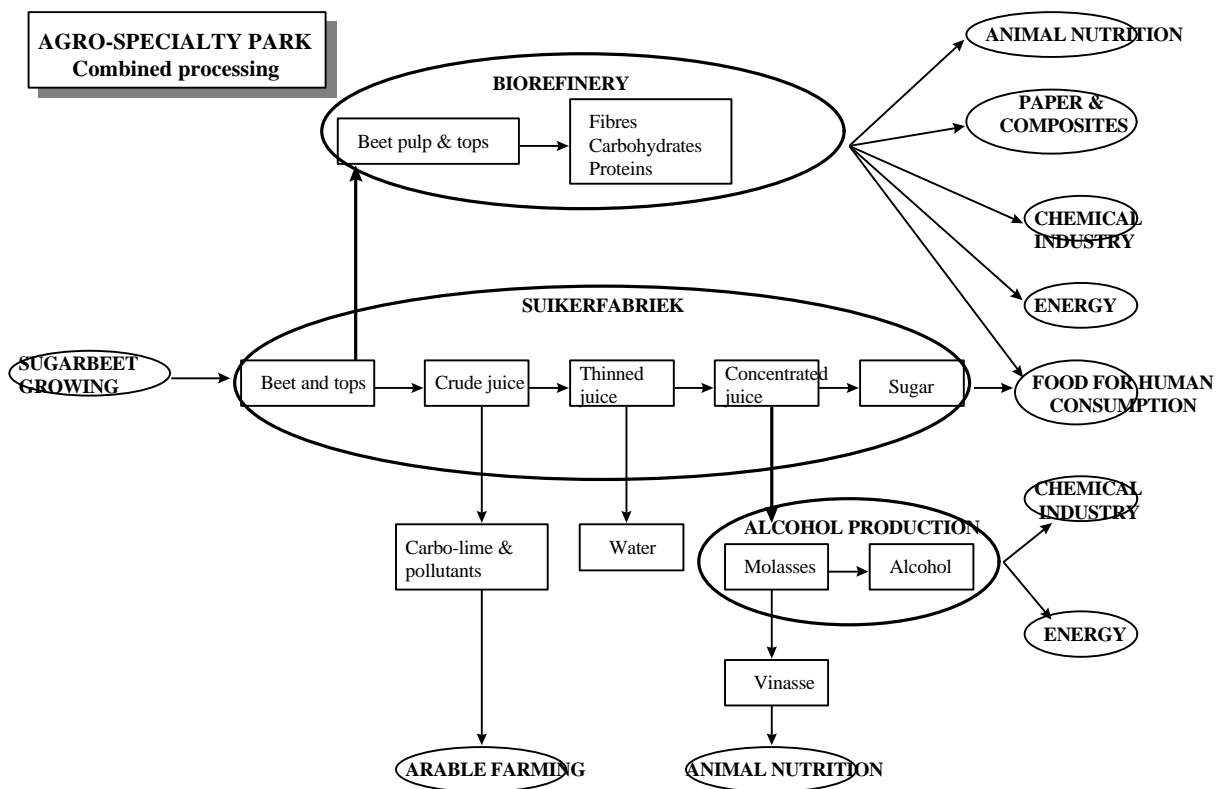 AGRO-SPECIALTY PARK
Combined processing
ANIMAL NUTRITION
BIOREFINERY
PAPER &
COMPOSITES
Beet pulp & tops
Fibres
Carbohydrates
Proteins
CHEMICAL
INDUSTRY
ENERGY
SUIKERFABRIEK
SUGARBEET
GROWING
Beet and tops
Crude juice
Thinned
juice
Concentrated
juice
Sugar
FOOD FOR HUMAN
CONSUMPTION
CHEMICAL
INDUSTRY
ALCOHOL PRODUCTION
Carbo-lime &
pollutants
Water
Molasses
Alcohol
ENERGY
Vinasse
ARABLE FARMING
ANIMAL NUTRITION